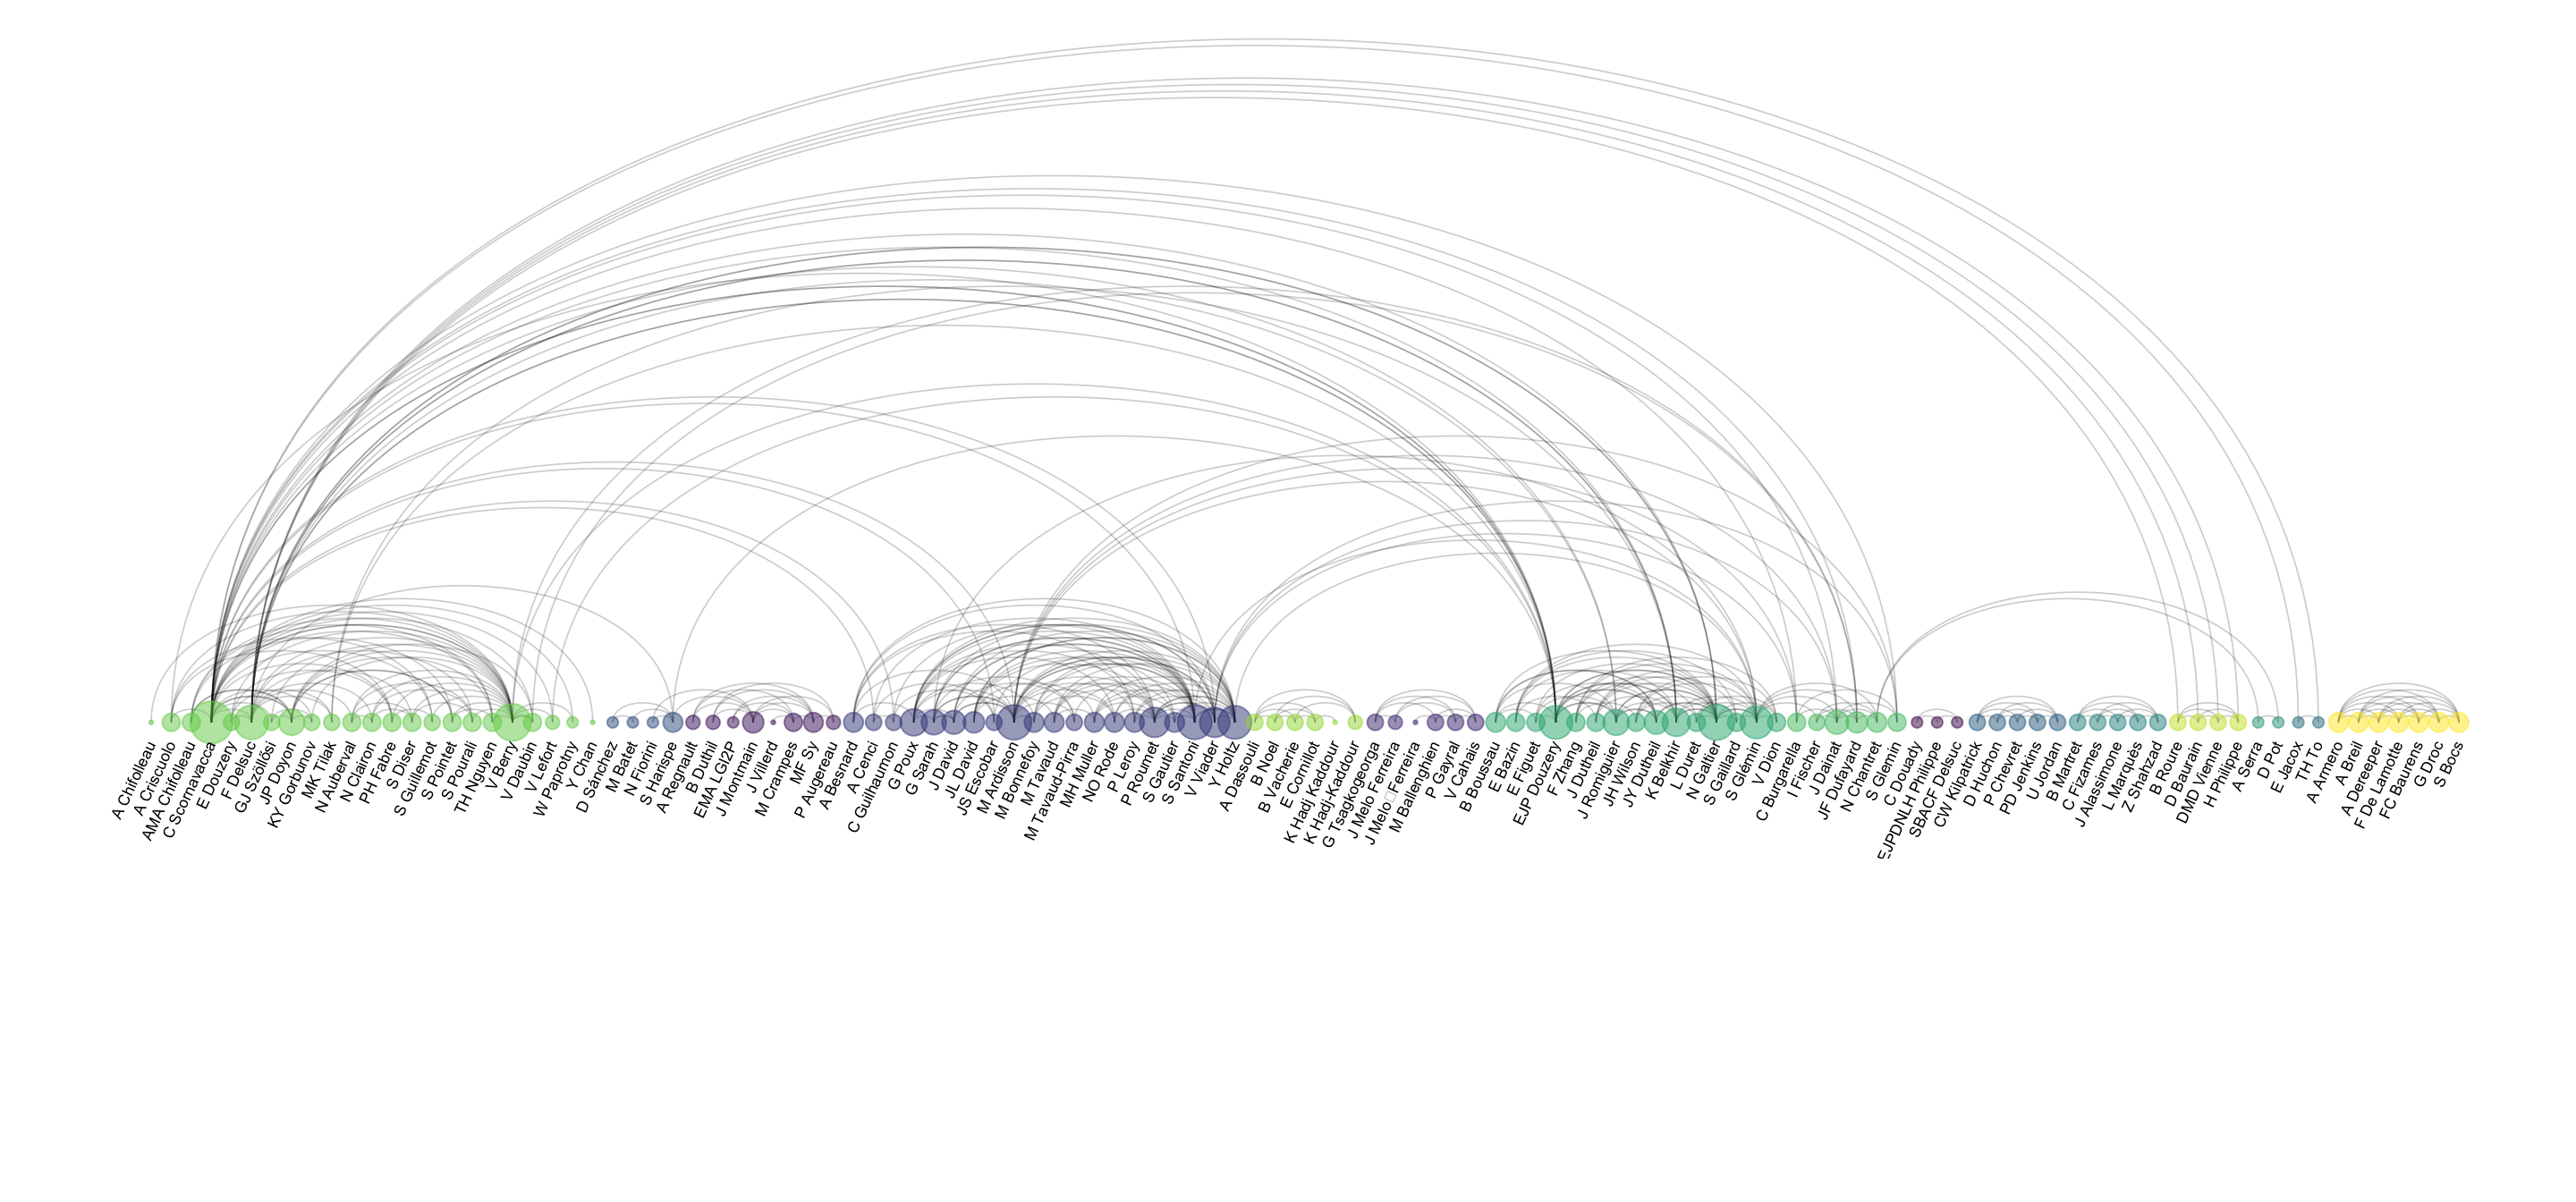 A Chifolleau
A Criscuolo
AMA Chifolleau
C Scornavacca
E Douzery
F Delsuc
GJ Szöllősi
JP Doyon
KY Gorbunov
MK Tilak
N Auberval
N Clairon
PH Fabre
S Diser
S Guillemot
S Pointet
S Pourali
TH Nguyen
V Berry
V Daubin
V Lefort
W Paprotny
Y Chan
D Sánchez
M Batet
N Fiorini
S Harispe
A Regnault
B Duthil
EMA LGI2P
J Montmain
J Villerd
M Crampes
MF Sy
P Augereau
A Besnard
A Cenci
C Guilhaumon
G Poux
G Sarah
J David
JL David
JS Escobar
M Ardisson
M Bonnefoy
M Tavaud
M Tavaud-Pirra
MH Muller
NO Rode
P Leroy
P Roumet
S Gautier
S Santoni
V Viader
Y Holtz
A Dassouli
B Noel
B Vacherie
E Cornillot
K Hadj Kaddour
K Hadj-Kaddour
G Tsagkogeorga
J Melo Ferreira
J Melo□Ferreira
M Ballenghien
P Gayral
V Cahais
B Boussau
E Bazin
E Figuet
EJP Douzery
F Zhang
J Dutheil
J Romiguier
JH Wilson
JY Dutheil
K Belkhir
L Duret
N Galtier
S Gaillard
S Glémin
V Dion
C Burgarella
I Fischer
J Dainat
JF Dufayard
N Chantret
S Glemin
C Douady
EJPDNLH Philippe
SBACF Delsuc
CW Kilpatrick
D Huchon
P Chevret
PD Jenkins
U Jordan
B Martret
C Fizames
J Alassimone
L Marquès
Z Shahzad
B Roure
D Baurain
DMD Vienne
H Philippe
A Serra
D Pot
E Jacox
TH To
A Armero
A Breil
A Dereeper
F De Lamotte
FC Baurens
G Droc
S Bocs